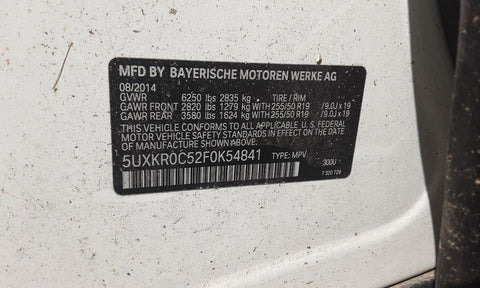 MFD BY BAYERISCHE MOTOREN WERKE AG
08/2014
GVWR 6250 lbs 2835 kg TIRE / RIM
GAWR FRONT 2820 lbs 1279 kg WITH 255/50 R19 /9.0J x 19
GAWR REAR 3580 lbs 1624 kg WITH 255/50 R19 /9.0J x 19
THIS VEHICLE CONFORMS TO ALL APPLICABLE FEDERAL
MOTOR VEHICLE SAFETY STANDARDS IN EFFECT ON THE
DATE OF MANUFACTURE SHOWN ABOVE.
5UXKR0C52F0K54841 TYPE: MPV
300U
7 320 726